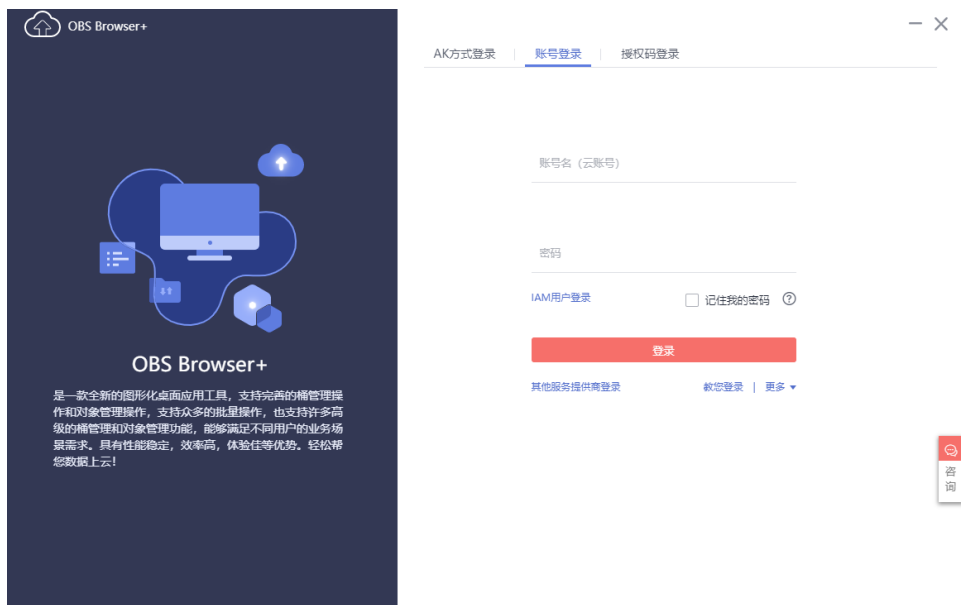 OBS Browser+
AK方式登录
账号登录
授权码登录
账号名（云账号）
密码
IAM用户登录
记住我的密码
登录
其他服务提供商登录
教您登录 | 更多
OBS Browser+
是一款全新的图形化桌面应用工具，支持完善的桶管理操
作和对象管理操作，支持众多的批量操作，也支持许多高
级的桶管理和对象管理功能，能够满足不同用户的业务场
景需求。具有性能稳定，效率高，体验佳等优势。轻松帮
您数据上云！
咨
询